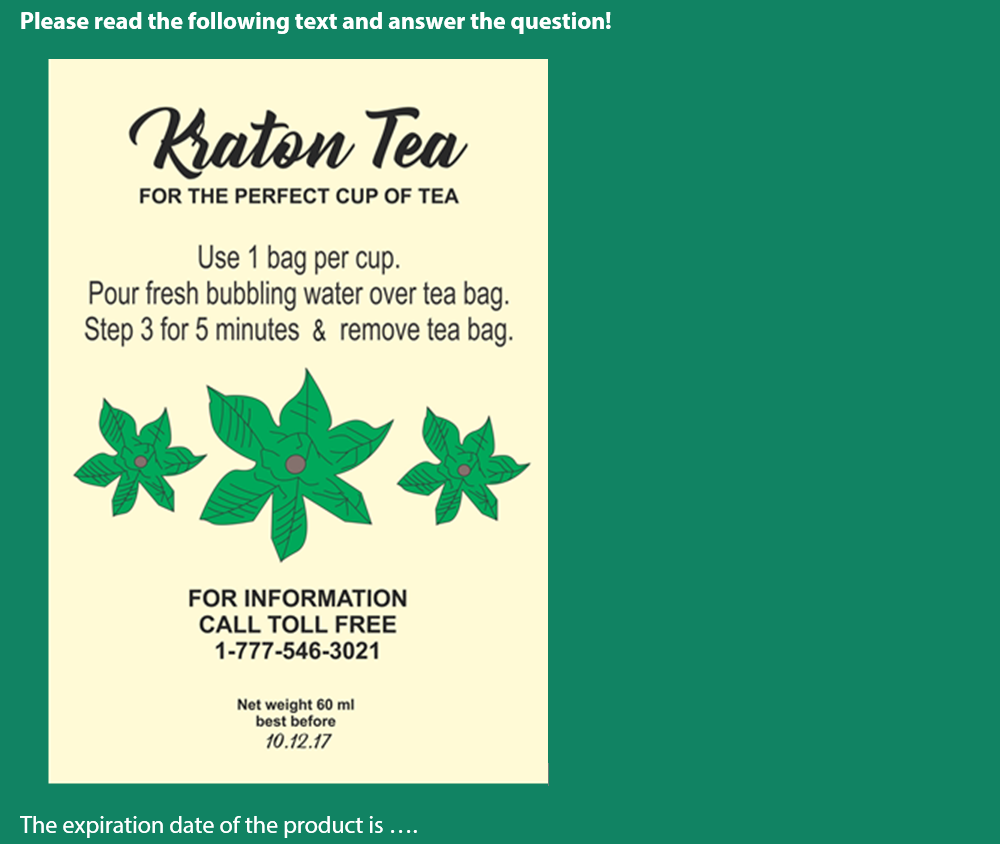 Please read the following text and answer the question!
Kraton Tea
FOR THE PERFECT CUP OF TEA
Use 1 bag per cup.
Pour fresh bubbling water over tea bag.
Step 3 for 5 minutes & remove tea bag.
FOR INFORMATION
CALL TOLL FREE
1-777-546-3021
Net weight 60 ml
best before
10.12.17
The expiration date of the product is ….